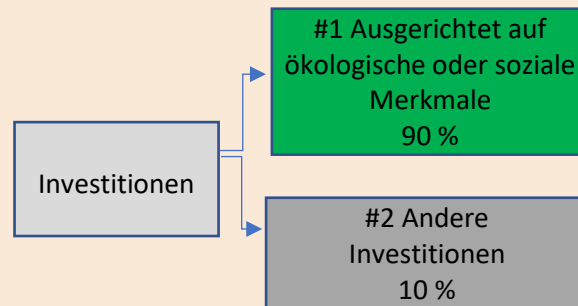 #1 Ausgerichtet auf
ökologische oder soziale
Merkmale
90 %
Investitionen
#2 Andere
Investitionen
10 %